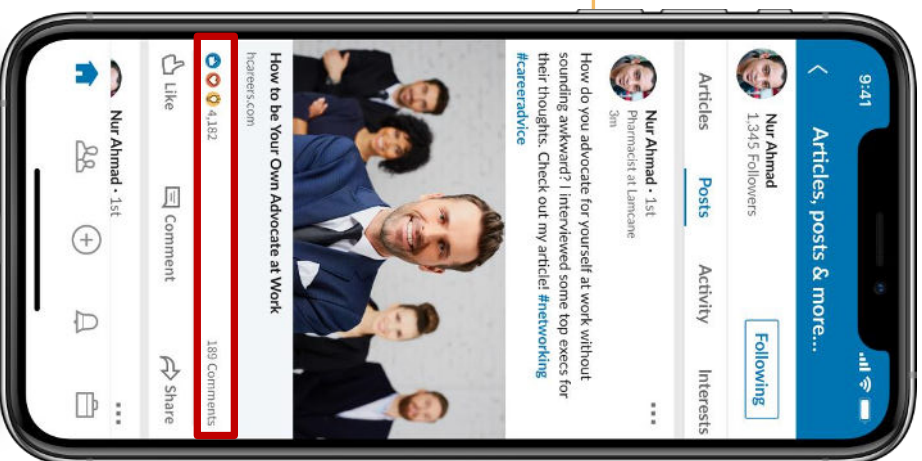 9:41
Articles, posts & more...
Nur Ahmad
1,345 Followers
Following
Articles Posts Activity Interests
Nur Ahmad · 1st
Pharmacist at Lamcane
3m
How do you advocate for yourself at work without
sounding awkward? I interviewed some top execs for
their thoughts. Check out my article! #networking
#careeradvice
How to be Your Own Advocate at Work
hcareers.com
4,182 189 Comments
Like Comment Share
Nur Ahmad · 1st